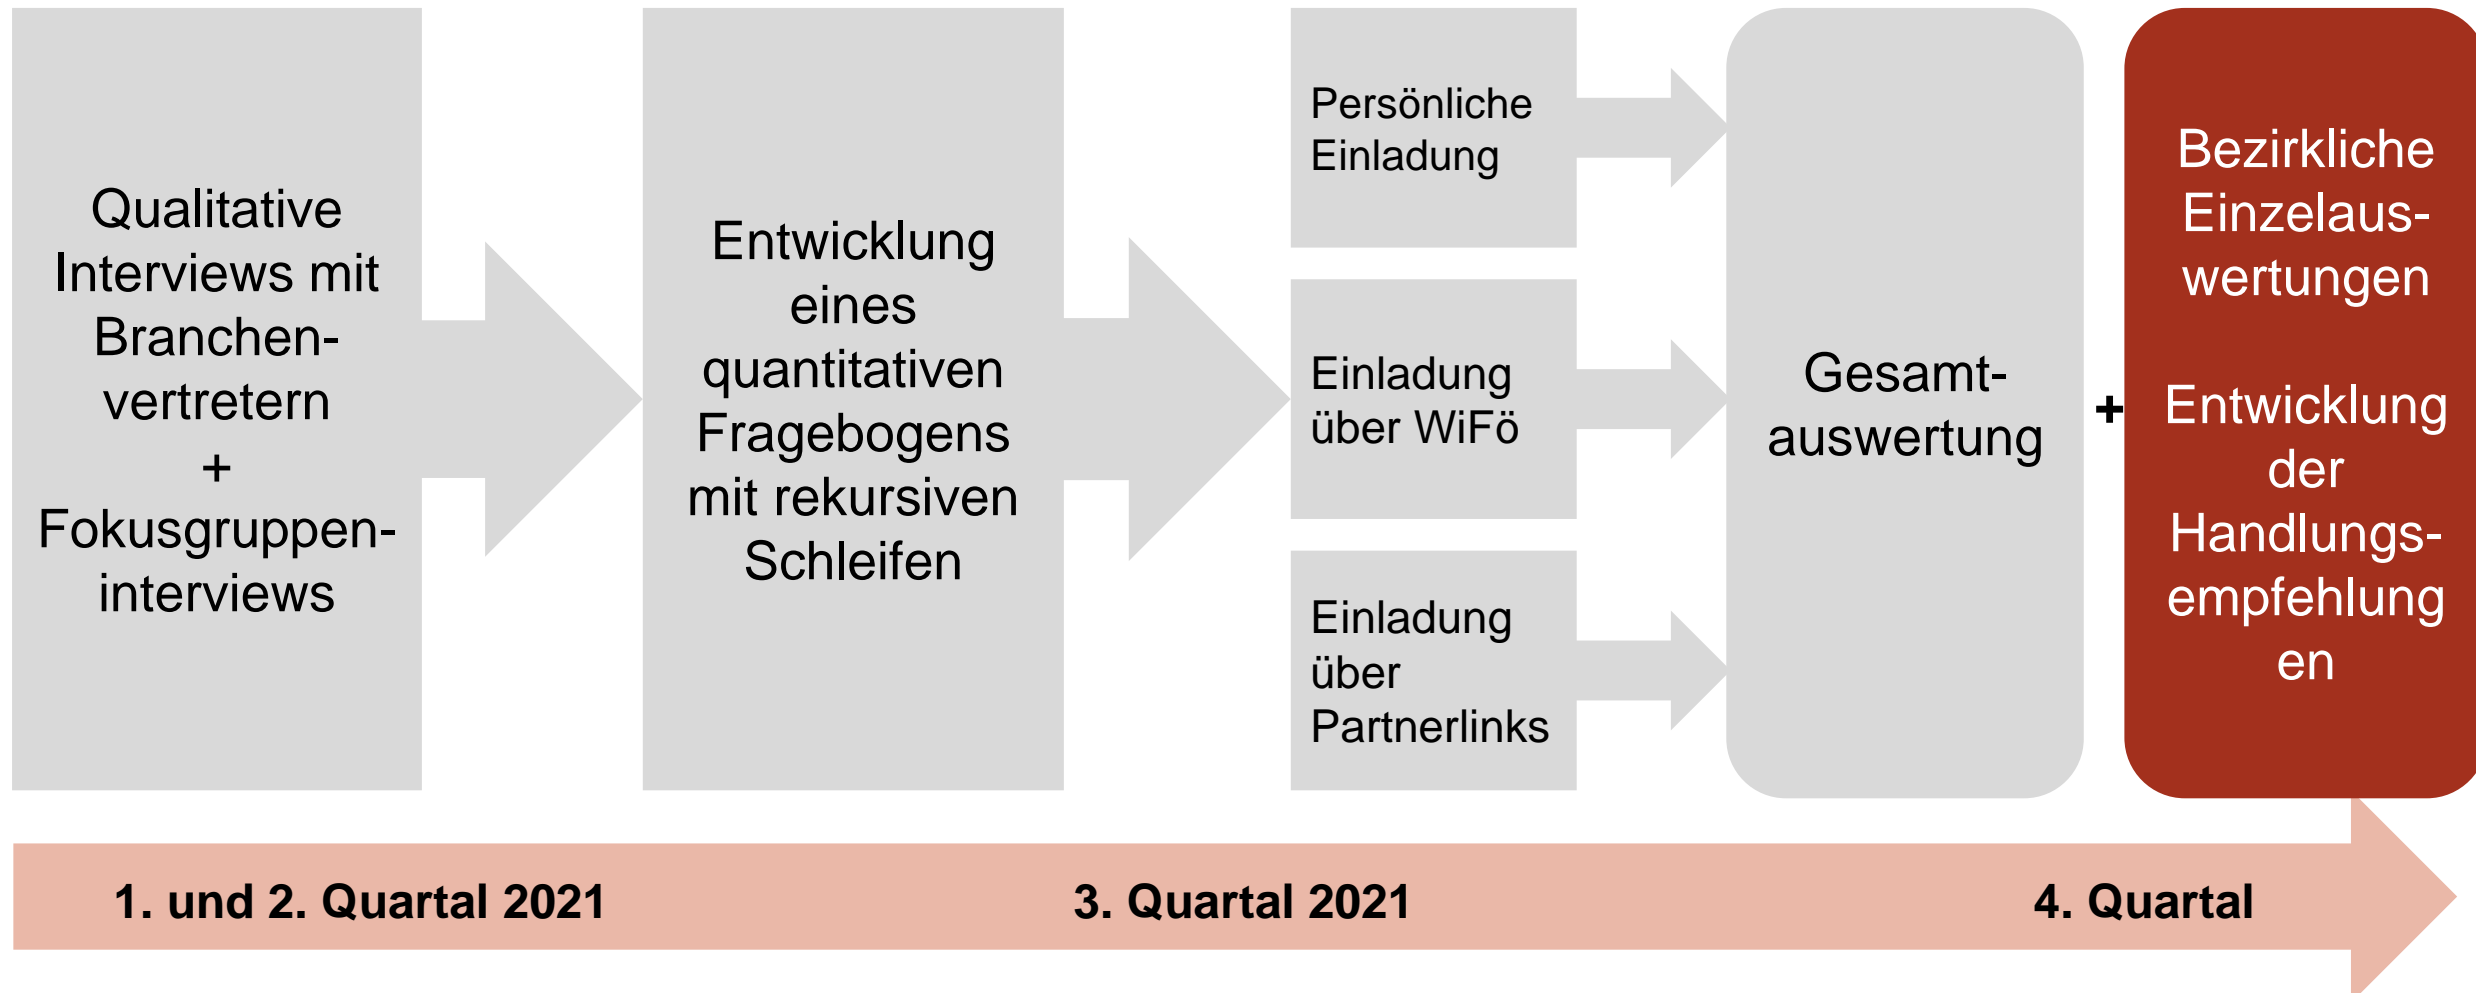 Qualitative
Interviews mit
Branchen-
vertretern
+
Fokusgruppen-
interviews
Entwicklung
eines
quantitativen
Fragebogens
mit rekursiven
Schleifen
Persönliche
Einladung
Einladung
über WiFö
Einladung
über
Partnerlinks
Gesamt-
auswertung
+
Bezirkliche
Einzelaus-
wertungen
Entwicklung
der
Handlungs-
empfehlung
en
1. und 2. Quartal 2021
3. Quartal 2021
4. Quartal